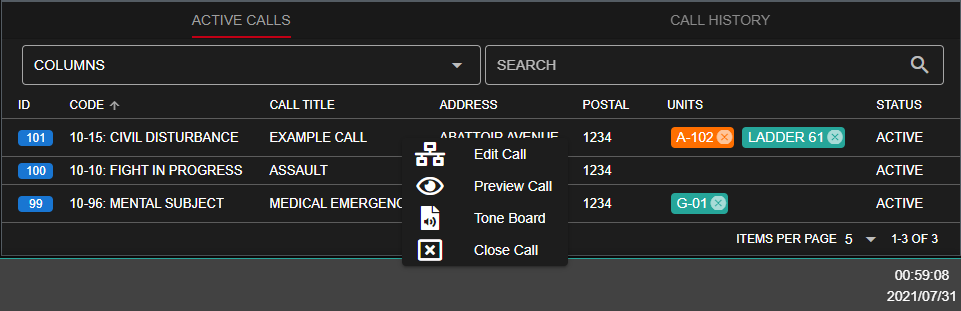 ACTIVE CALLS CALL HISTORY
COLUMNS SEARCH
ID CODE CALL TITLE ADDRESS POSTAL UNITS STATUS
101 10-15: CIVIL DISTURBANCE EXAMPLE CALL ABATTOIR AVENUE 1234 A-102 LADDER 61 ACTIVE
Edit Call
100 10-10: FIGHT IN PROGRESS ASSAULT 1234 ACTIVE
Preview Call
99 10-96: MENTAL SUBJECT MEDICAL EMERGENC 1234 G-01 ACTIVE
Tone Board
ITEMS PER PAGE 5 1-3 OF 3
Close Call
00:59:08
2021/07/31